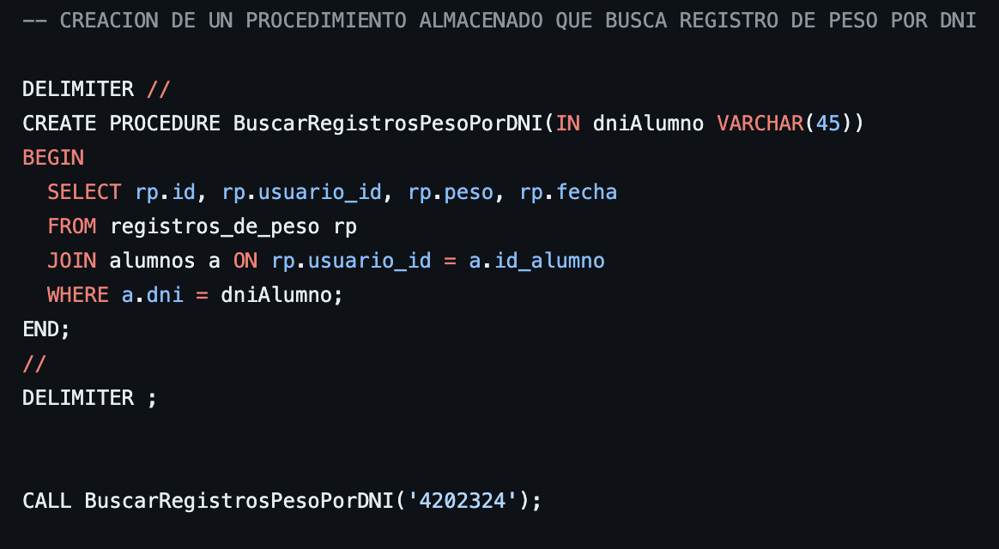 -- CREACION DE UN PROCEDIMIENTO ALMACENADO QUE BUSCA REGISTRO DE PESO POR DNI
DELIMITER //
CREATE PROCEDURE BuscarRegistrosPesoPorDNI(IN dniAlumno VARCHAR(45))
BEGIN
  SELECT rp.id, rp.usuario_id, rp.peso, rp.fecha
  FROM registros_de_peso rp
  JOIN alumnos a ON rp.usuario_id = a.id_alumno
  WHERE a.dni = dniAlumno;
END;
//
DELIMITER ;
CALL BuscarRegistrosPesoPorDNI('4202324');